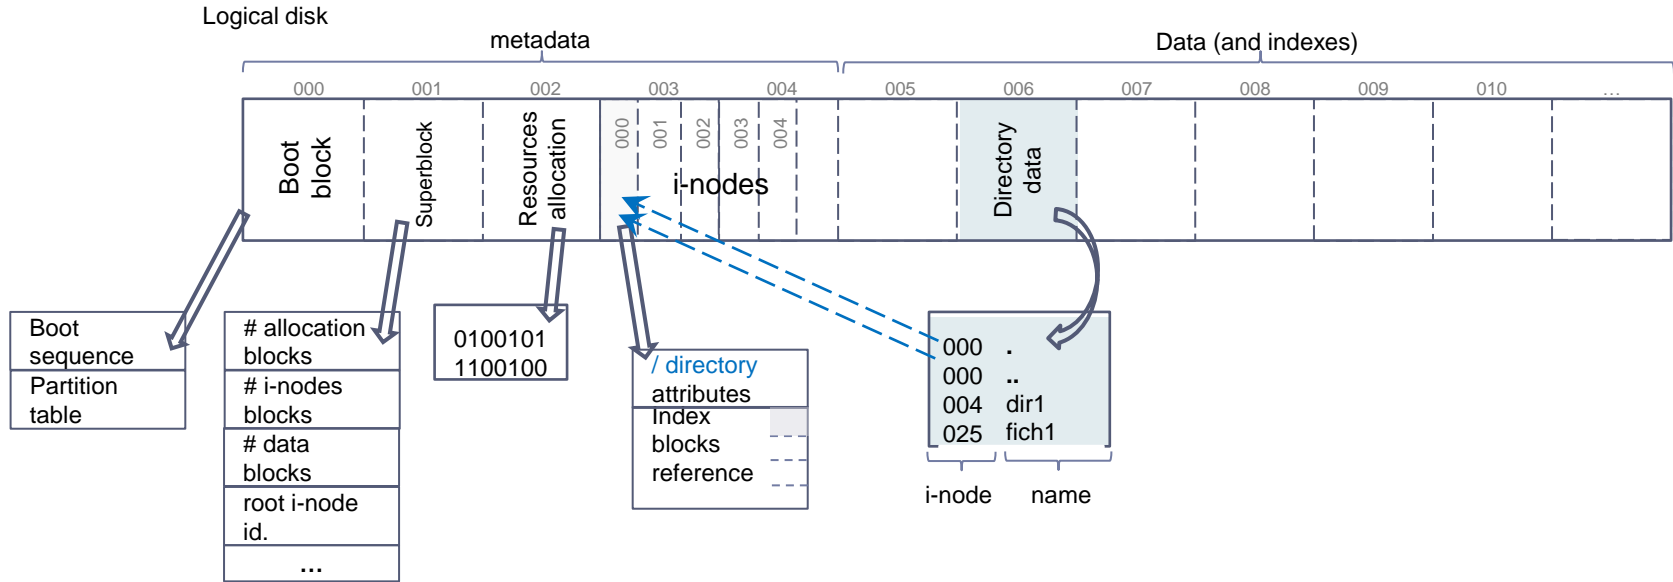 Logical disk
metadata
Data (and indexes)
000 001 002 003 004 005 006 007 008 009 010 ...
Boot
block
Superblock
Resources
allocation
000 001 002 003 004
i-nodes
Directory
data
Boot
sequence
Partition
table
# allocation
blocks
# i-nodes
blocks
# data
blocks
root i-node
id.
...
0100101
1100100
/ directory
attributes
Index
blocks
reference
000 .
000 ..
004 dir1
025 fich1
i-node name